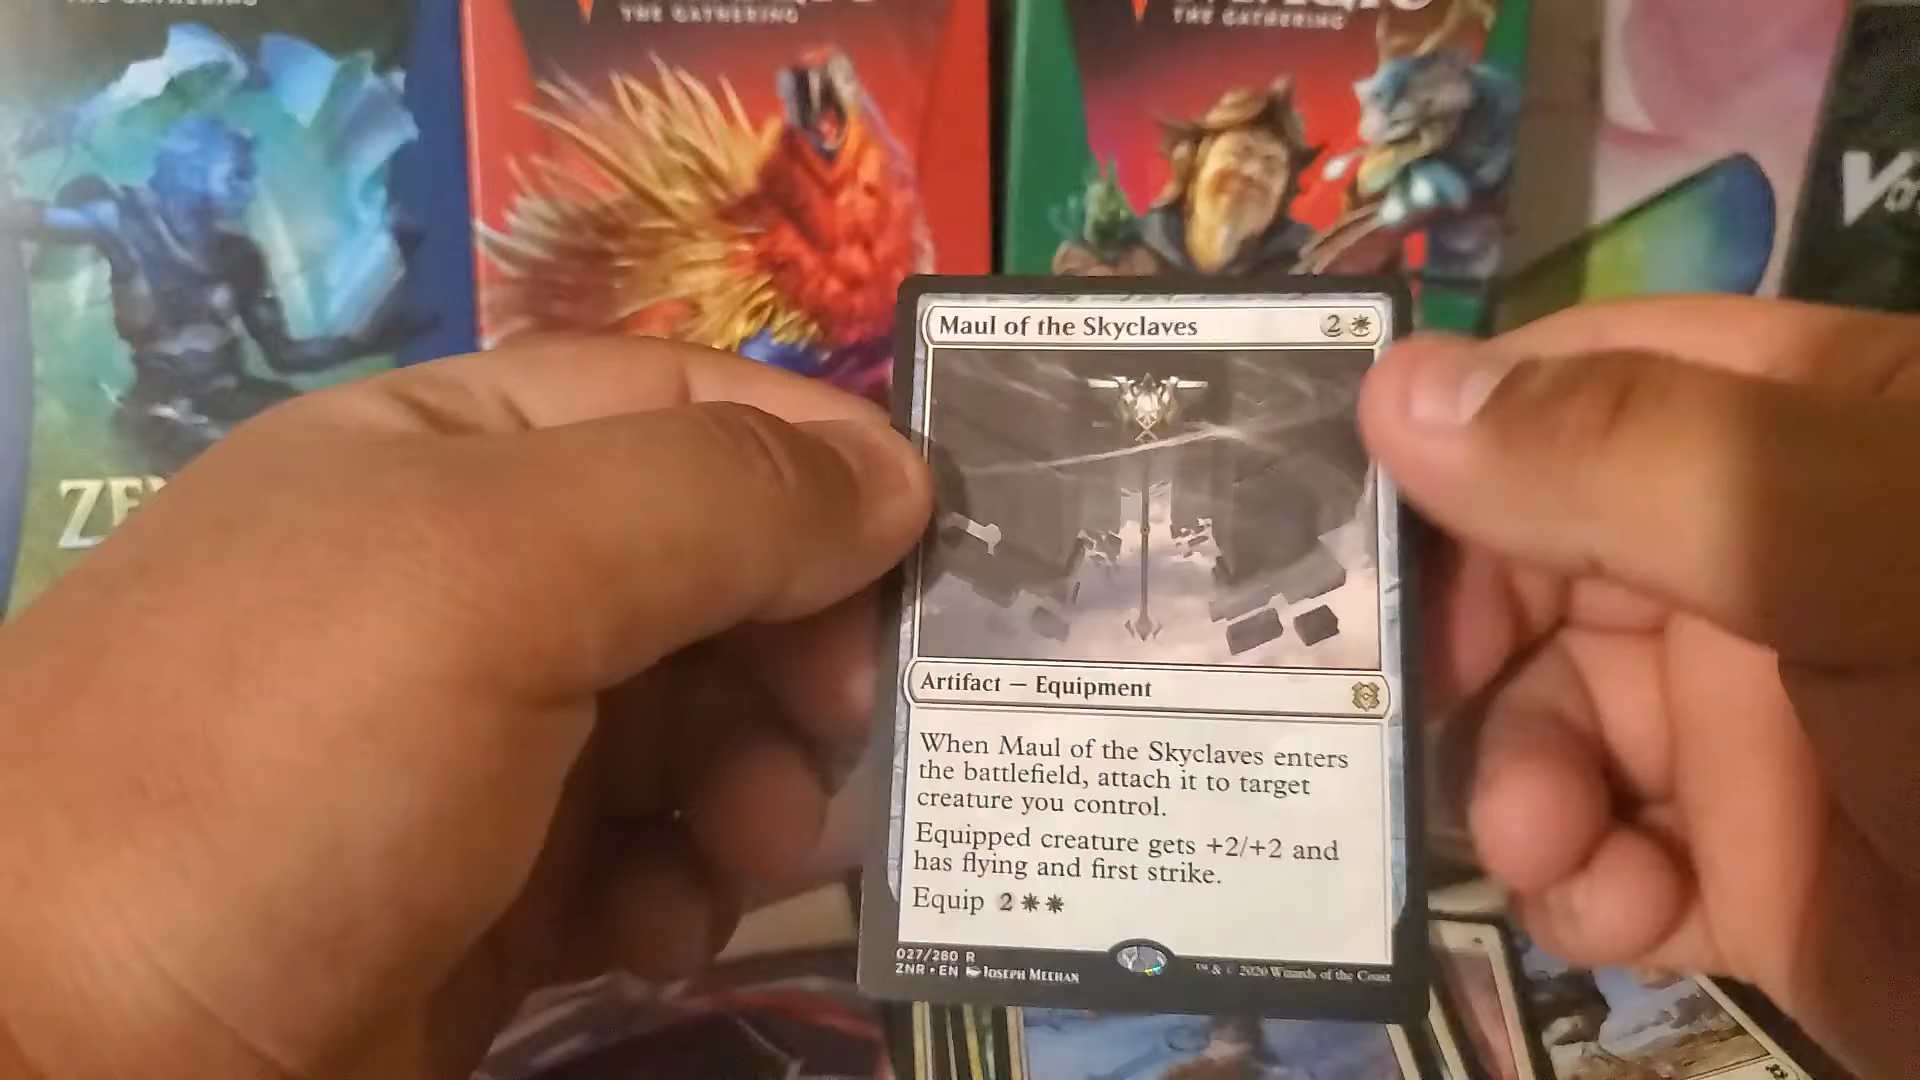 THE GATHERING
THE GATHERING
THE GATHERING
Maul of the Skyclaves 2
Artifact — Equipment
When Maul of the Skyclaves enters
the battlefield, attach it to target
creature you control.
Equipped creature gets +2/+2 and
has flying and first strike.
Equip 2
027/280 R
ZNR • EN JOSEPH MEEHAN
™ & © 2020 Wizards of the Coast